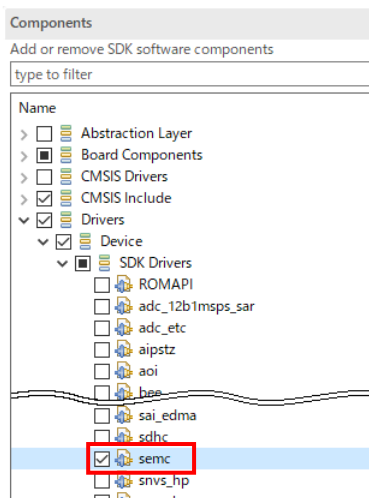 Components
Add or remove SDK software components
type to filter
Name
Abstraction Layer
Board Components
CMSIS Drivers
CMSIS Include
Drivers
Device
SDK Drivers
ROMAPI
adc_12b1msps_sar
adc_etc
aipstz
aoi
bee
sai_edma
sdhc
semc
snvs_hp